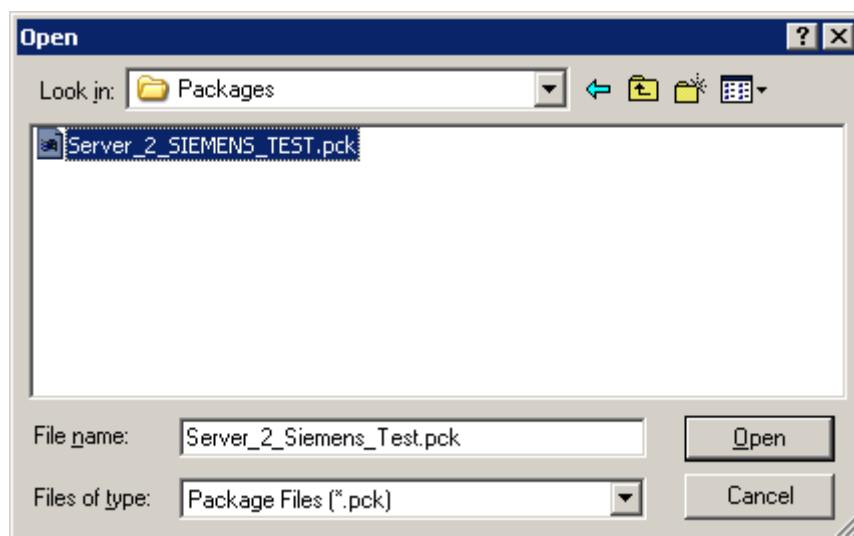 Open
Look in: Packages
Server_2_SIEMENS_TEST.pck
File name: Server_2_Siemens_Test.pck Open
Files of type: Package Files (*.pck) Cancel